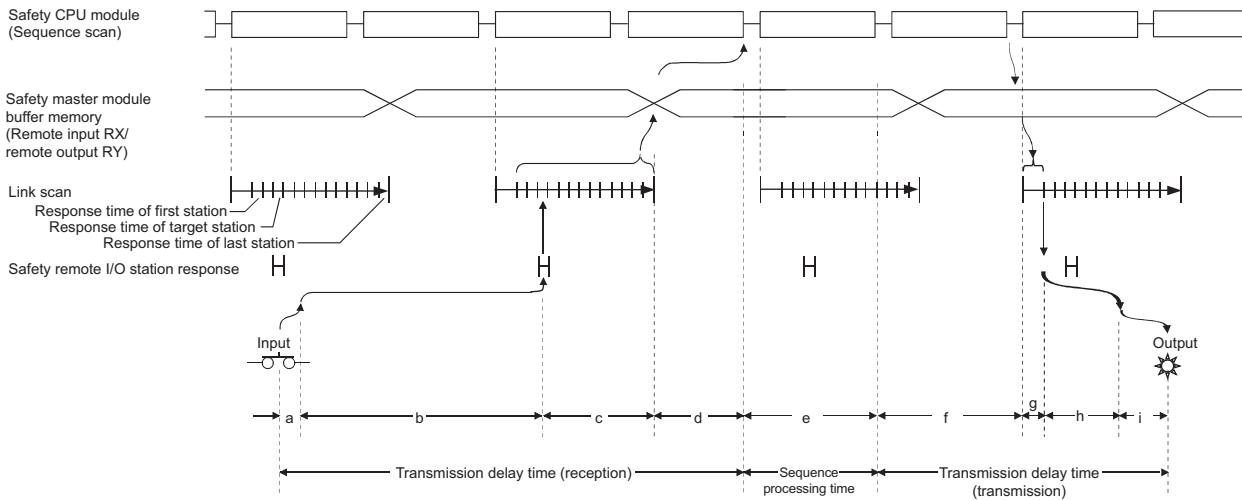 Safety CPU module
(Sequence scan)
Safety master module
buffer memory
(Remote input RX/
remote output RY)
Link scan
Response time of first station
Response time of target station
Response time of last station
Safety remote I/O station response
Input
Output
a
b
c
d
e
f
g
h
i
Transmission delay time (reception)
Sequence
processing time
Transmission delay time
(transmission)